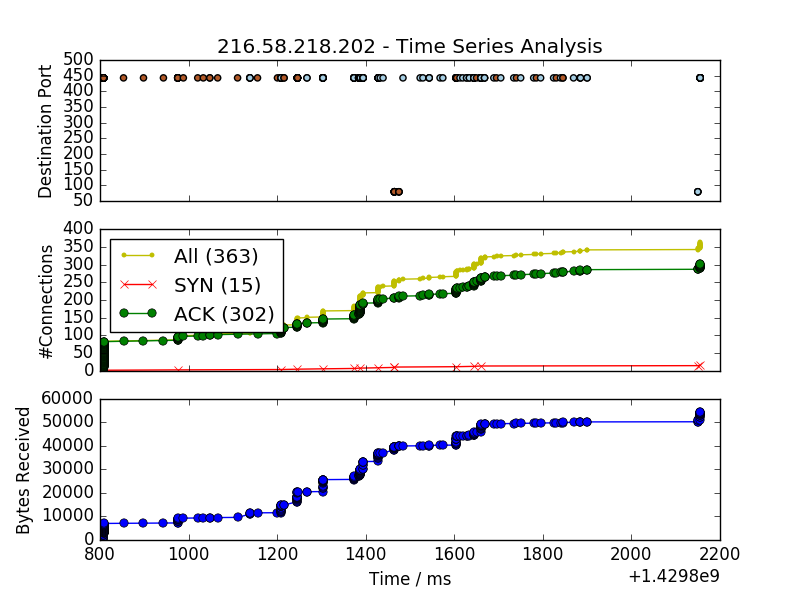 216.58.218.202 - Time Series Analysis
Destination Port
500
450
400
350
300
250
200
150
100
50
#Connections
400
350
300
250
200
150
100
50
0
All (363)
SYN (15)
ACK (302)
Bytes Received
60000
50000
40000
30000
20000
10000
0
800 1000 1200 1400 1600 1800 2000 2200
Time / ms
+1.4298e9